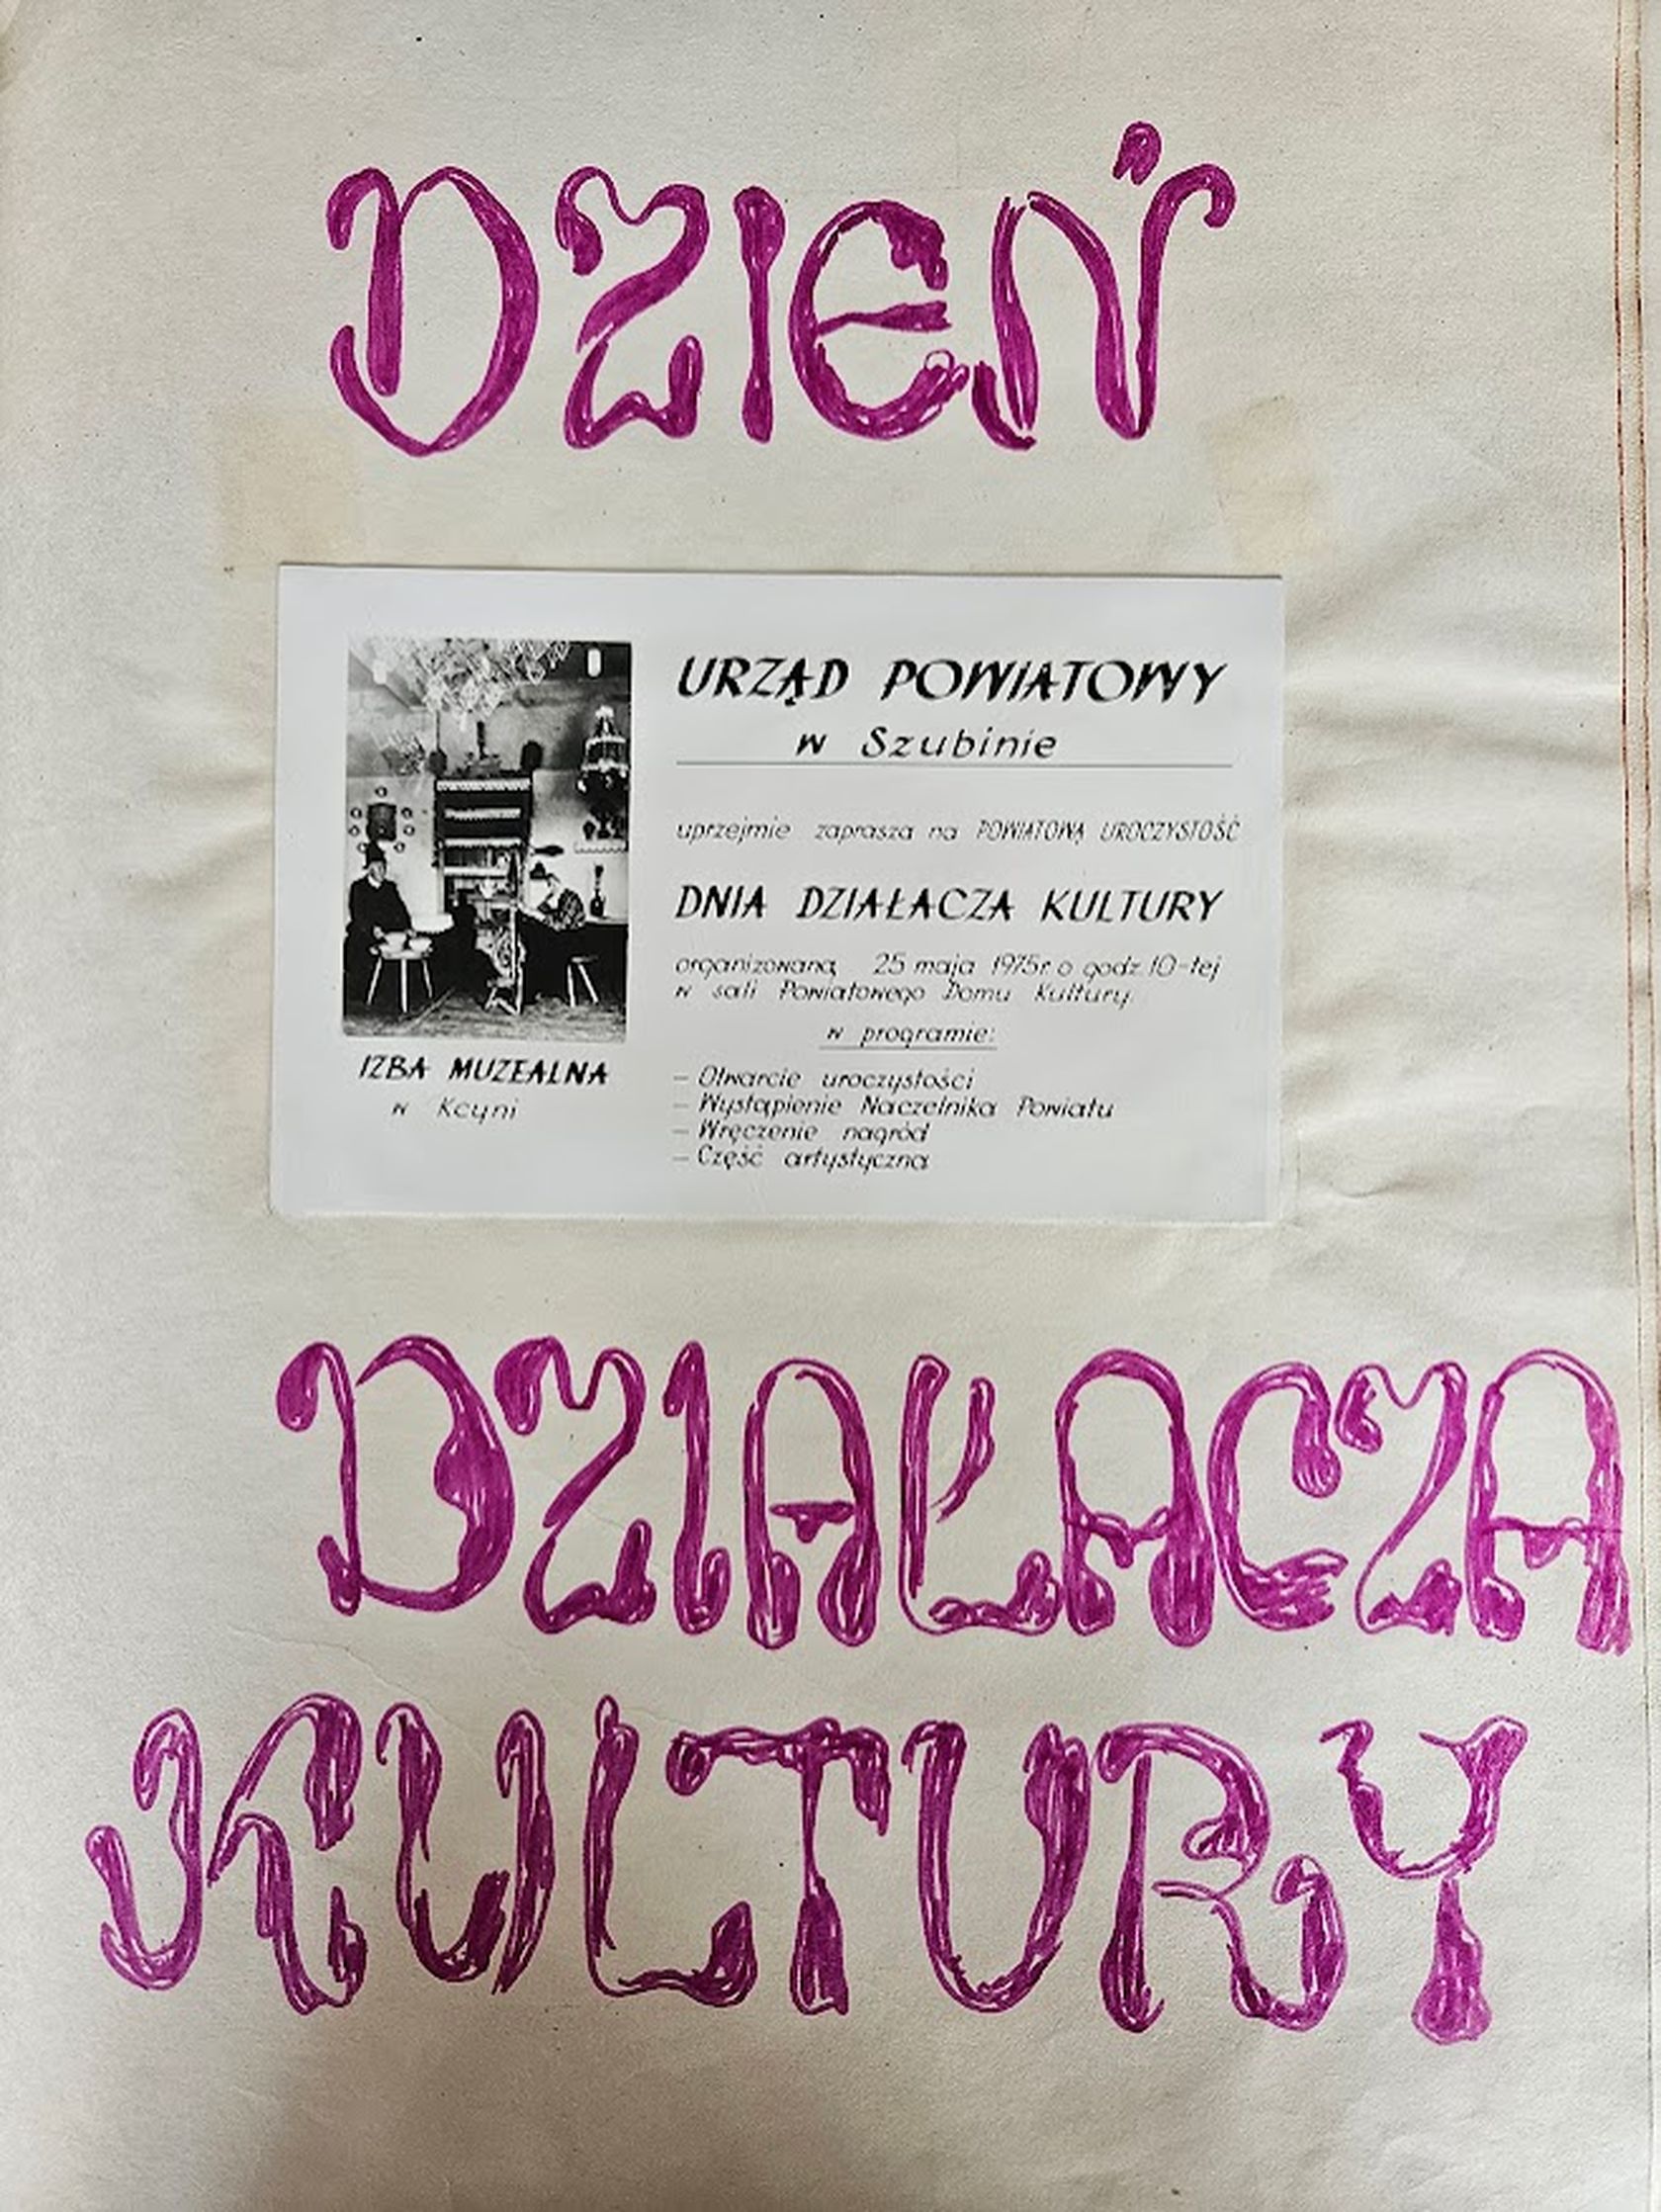 DZIEŃ
URZĄD POWIATOWY
w Szubinie
uprzejmie zaprasza na POWIATOWĄ UROCZYSTOŚĆ
DNIA DZIAŁACZA KULTURY
organizowaną 25 maja 1975r o godz. 10-tej
w sali Powiatowego Domu Kultury.
w programie:
– Otwarcie uroczystości
– Wystąpienie Naczelnika Powiatu
– Wręczenie nagród
– Część artystyczna
IZBA MUZEALNA
w Kcyni
DZIAŁACZA
KULTURY